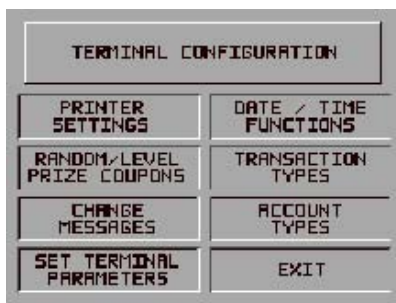 TERMINAL CONFIGURATION
PRINTER
SETTINGS
DATE / TIME
FUNCTIONS
RANDOM/LEVEL
PRIZE COUPONS
TRANSACTION
TYPES
CHANGE
MESSAGES
ACCOUNT
TYPES
SET TERMINAL
PARAMETERS
EXIT